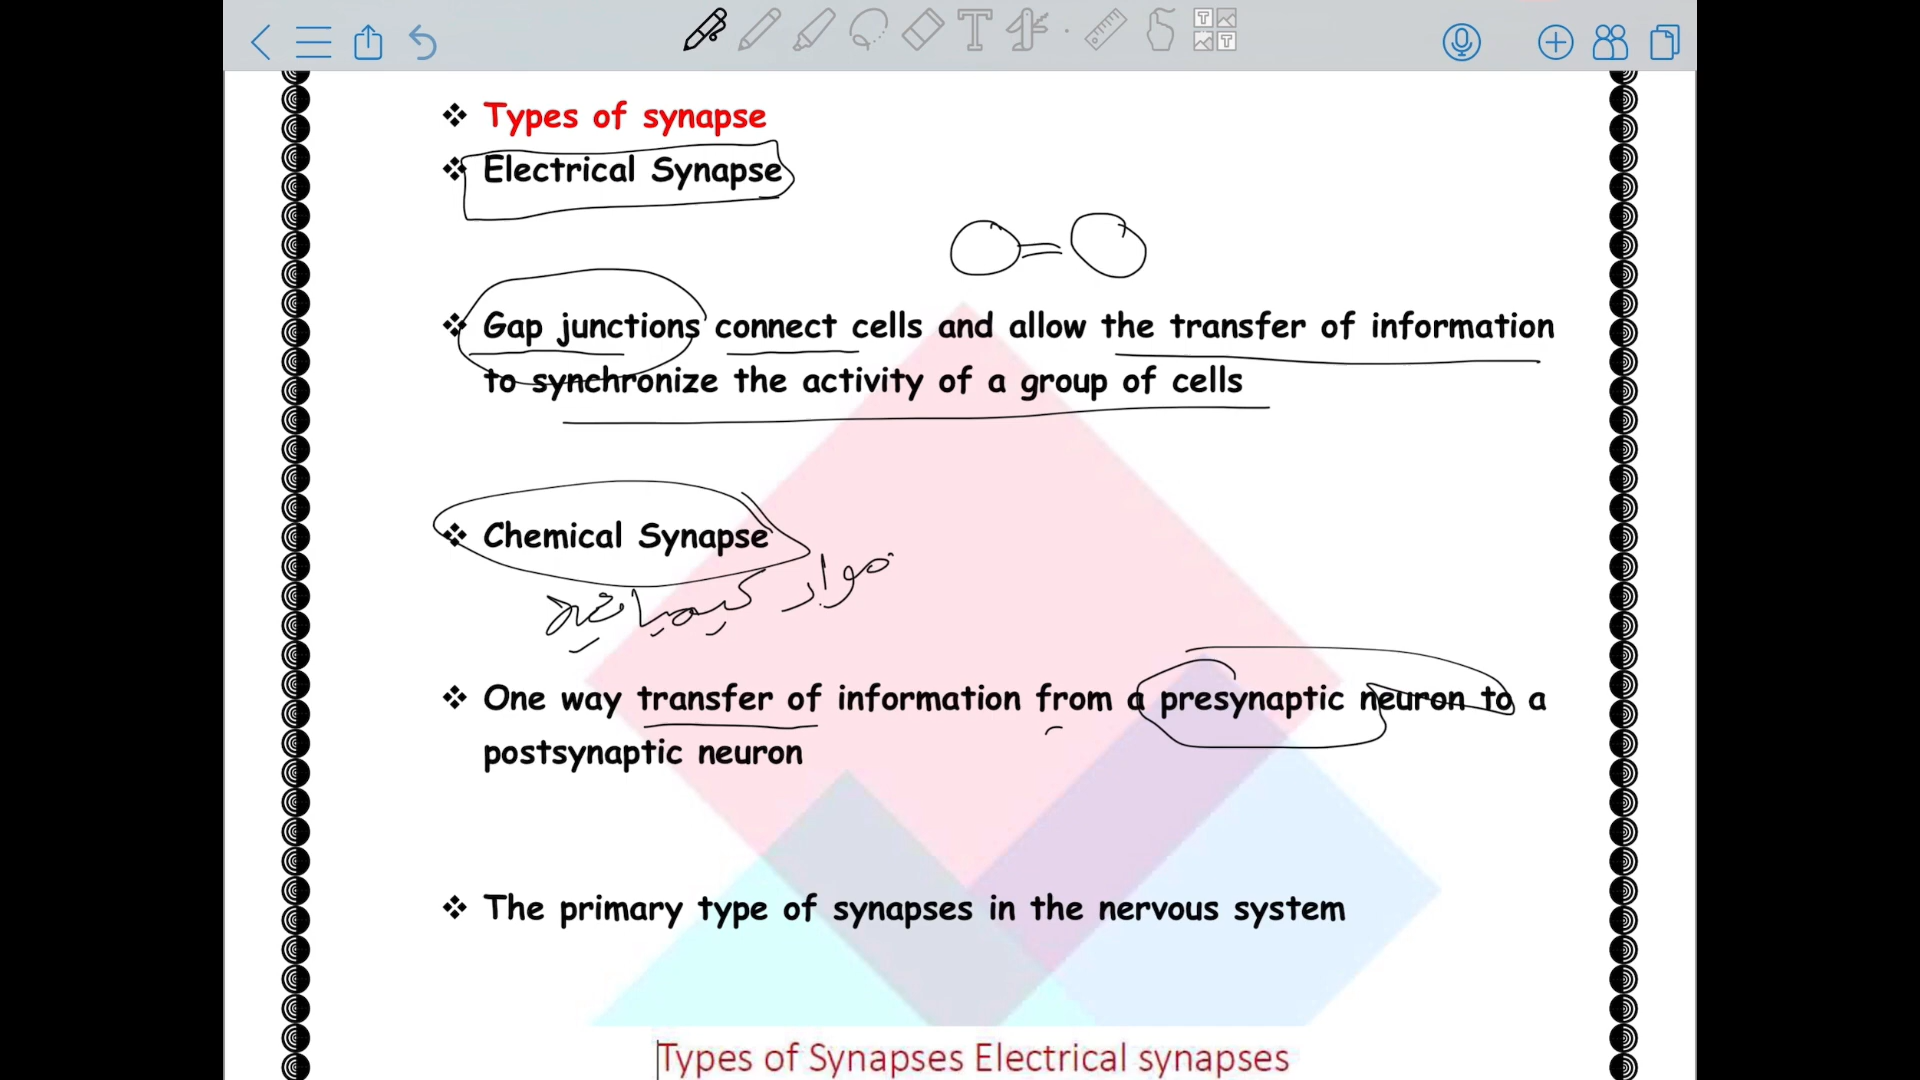 Types of synapse
Electrical Synapse
Gap junctions connect cells and allow the transfer of information
to synchronize the activity of a group of cells
Chemical Synapse
مواد كيميائية
One way transfer of information from a presynaptic neuron to a
postsynaptic neuron
The primary type of synapses in the nervous system
Types of Synapses Electrical synapses